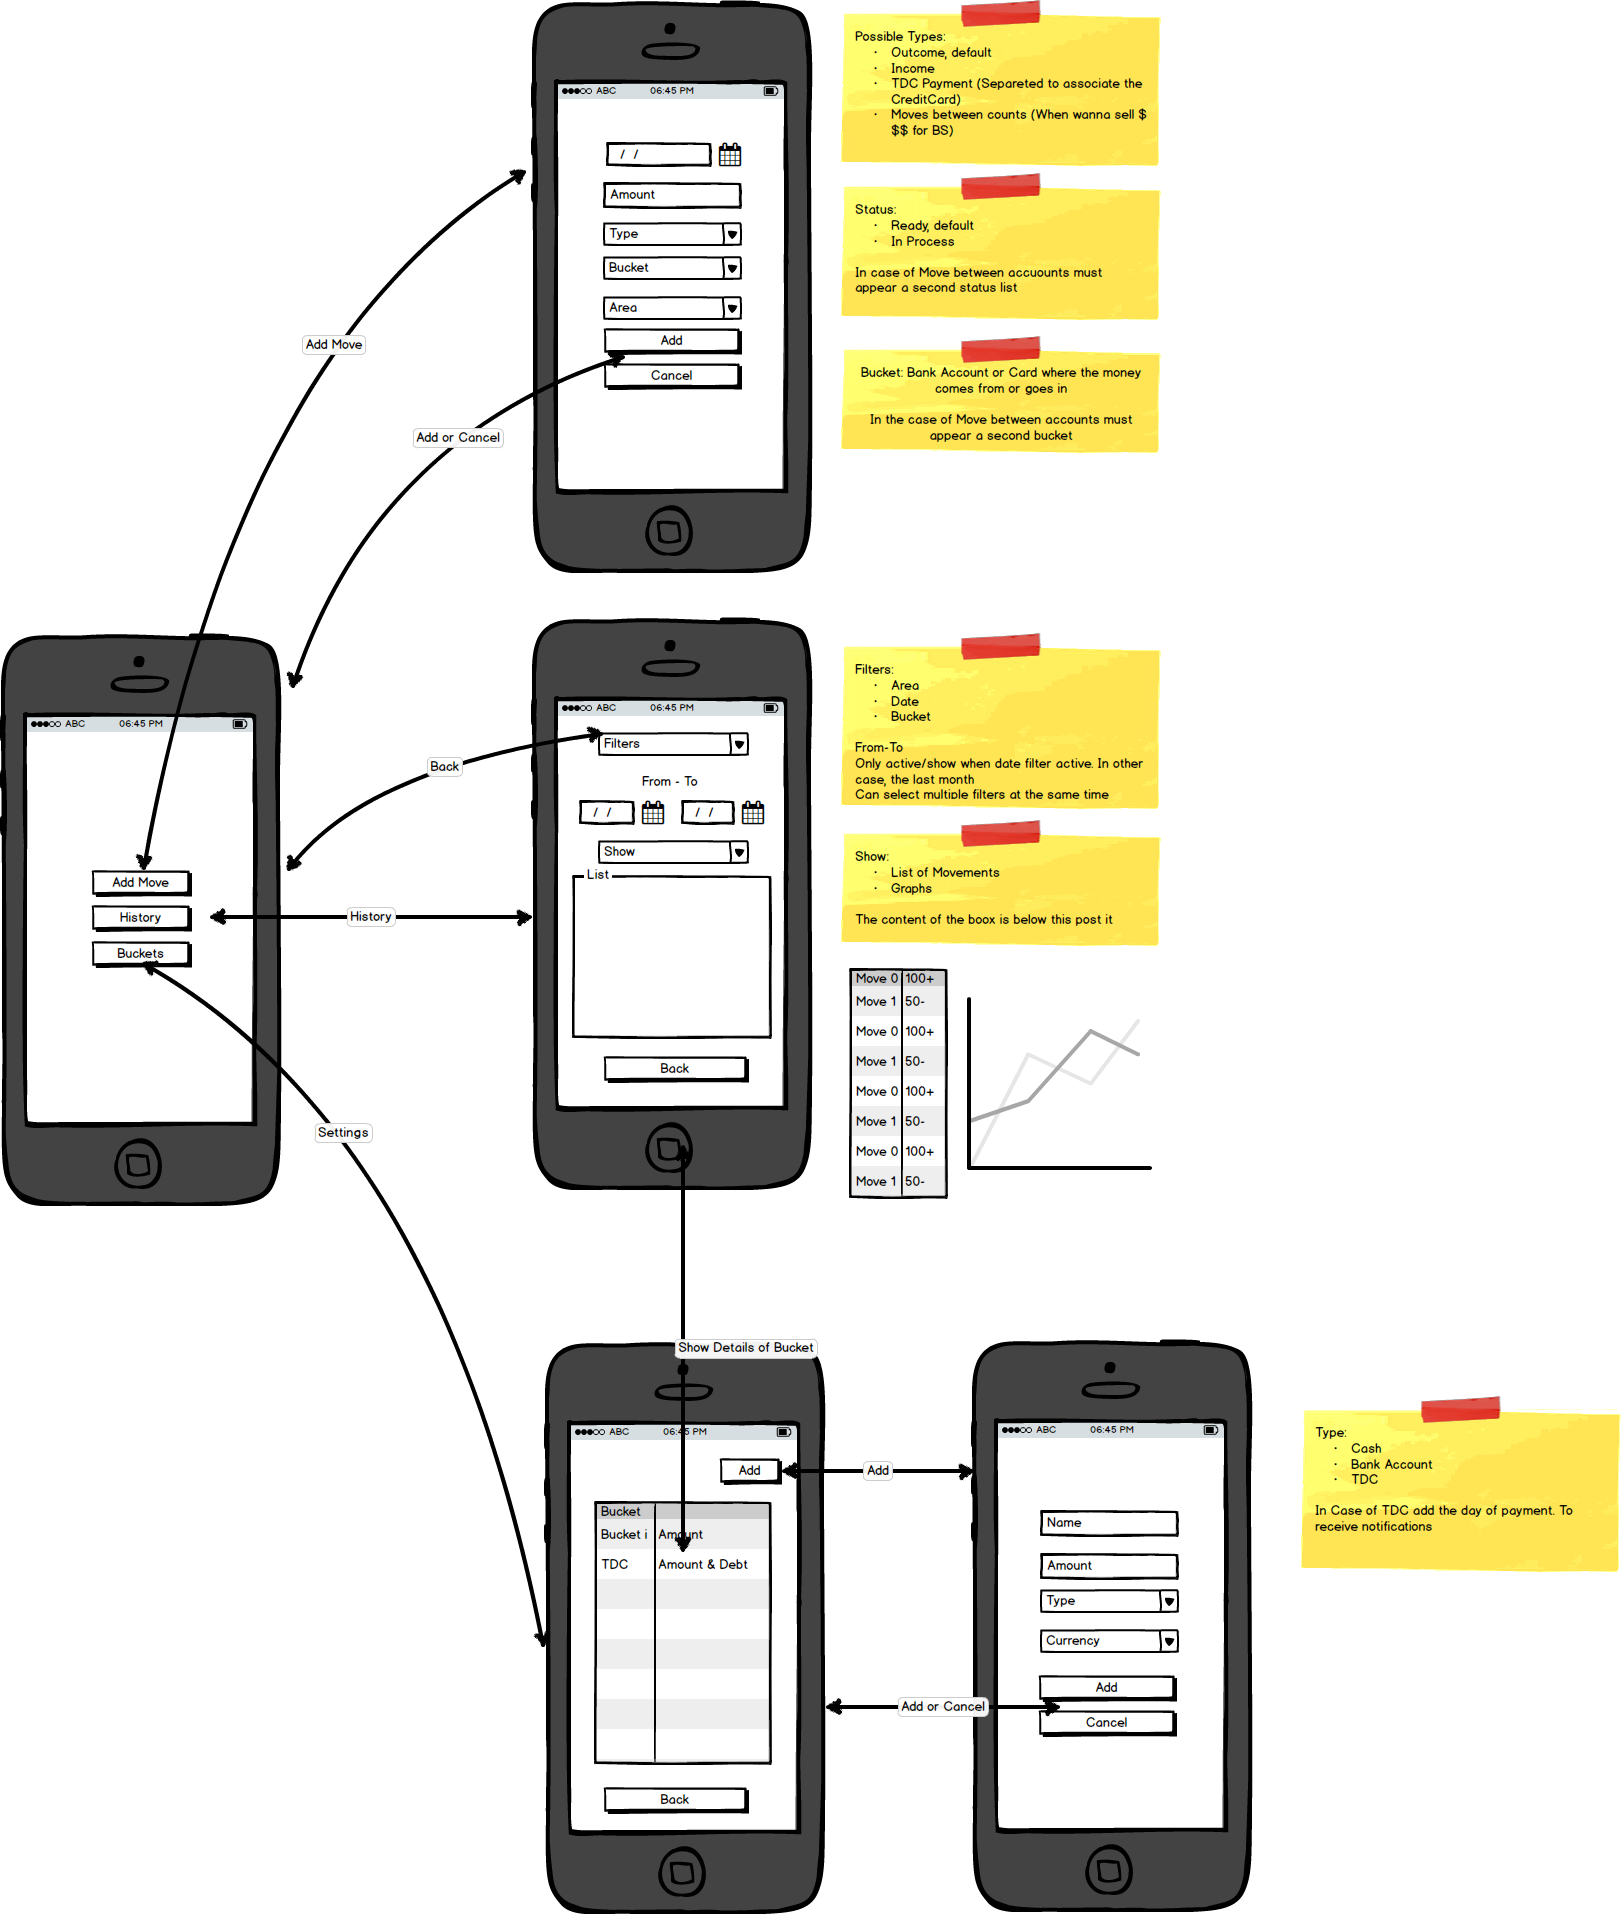 ABC 06:45 PM
/ /
Amount
Type
Bucket
Area
Add
Cancel
Possible Types:
· Outcome, default
· Income
· TDC Payment (Separeted to associate the
CreditCard)
· Moves between counts (When wanna sell $
$$ for BS)
Status:
· Ready, default
· In Process
In case of Move between accuounts must
appear a second status list
Bucket: Bank Account or Card where the money
comes from or goes in
In the case of Move between accounts must
appear a second bucket
Add Move
Add or Cancel
ABC 06:45 PM
Add Move
History
Buckets
Back
History
Settings
ABC 06:45 PM
Filters
From - To
/ / / /
Show
List
Back
Filters:
· Area
· Date
· Bucket
From-To
Only active/show when date filter active. In other
case, the last month
Can select multiple filters at the same time
Show:
· List of Movements
· Graphs
The content of the boox is below this post it
Move 0 100+
Move 1 50-
Move 0 100+
Move 1 50-
Move 0 100+
Move 1 50-
Move 0 100+
Move 1 50-
Show Details of Bucket
ABC 06:45 PM
Add
Bucket
Bucket i Amount
TDC Amount & Debt
Back
Add
Add or Cancel
ABC 06:45 PM
Name
Amount
Type
Currency
Add
Cancel
Type:
· Cash
· Bank Account
· TDC
In Case of TDC add the day of payment. To
receive notifications